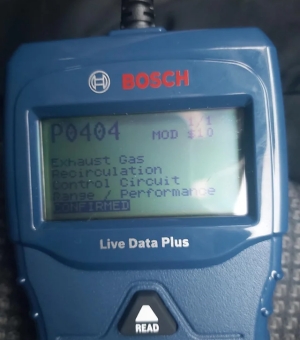 BOSCH
P0404
1/1
MOD $10
Exhaust Gas
Recirculation
Control Circuit
Range / Performance
CONFIRMED
Live Data Plus
READ